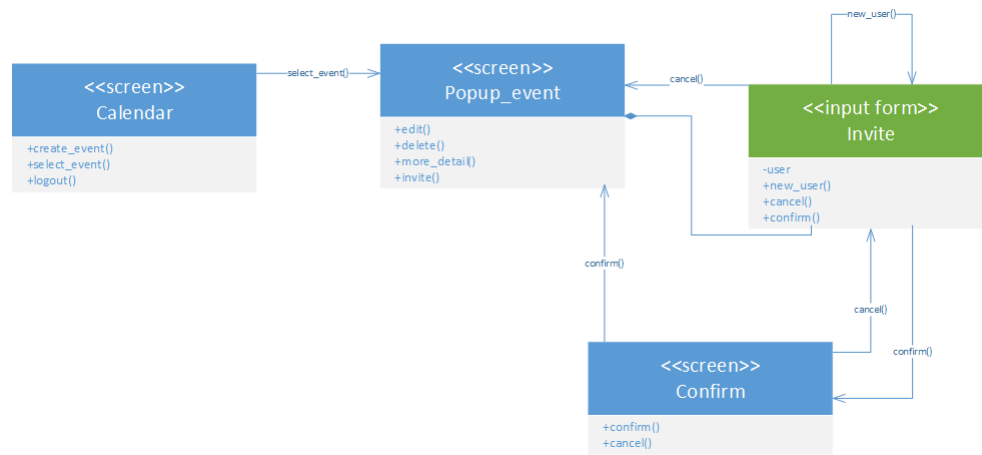 new_user()
<<screen>>
Calendar
+create_event()
+select_event()
+logout()
select_event()
<<screen>>
Popup_event
+edit()
+delete()
+more_detail()
+invite()
cancel()
<<input form>>
Invite
-user
+new_user()
+cancel()
+confirm()
confirm()
cancel()
confirm()
<<screen>>
Confirm
+confirm()
+cancel()